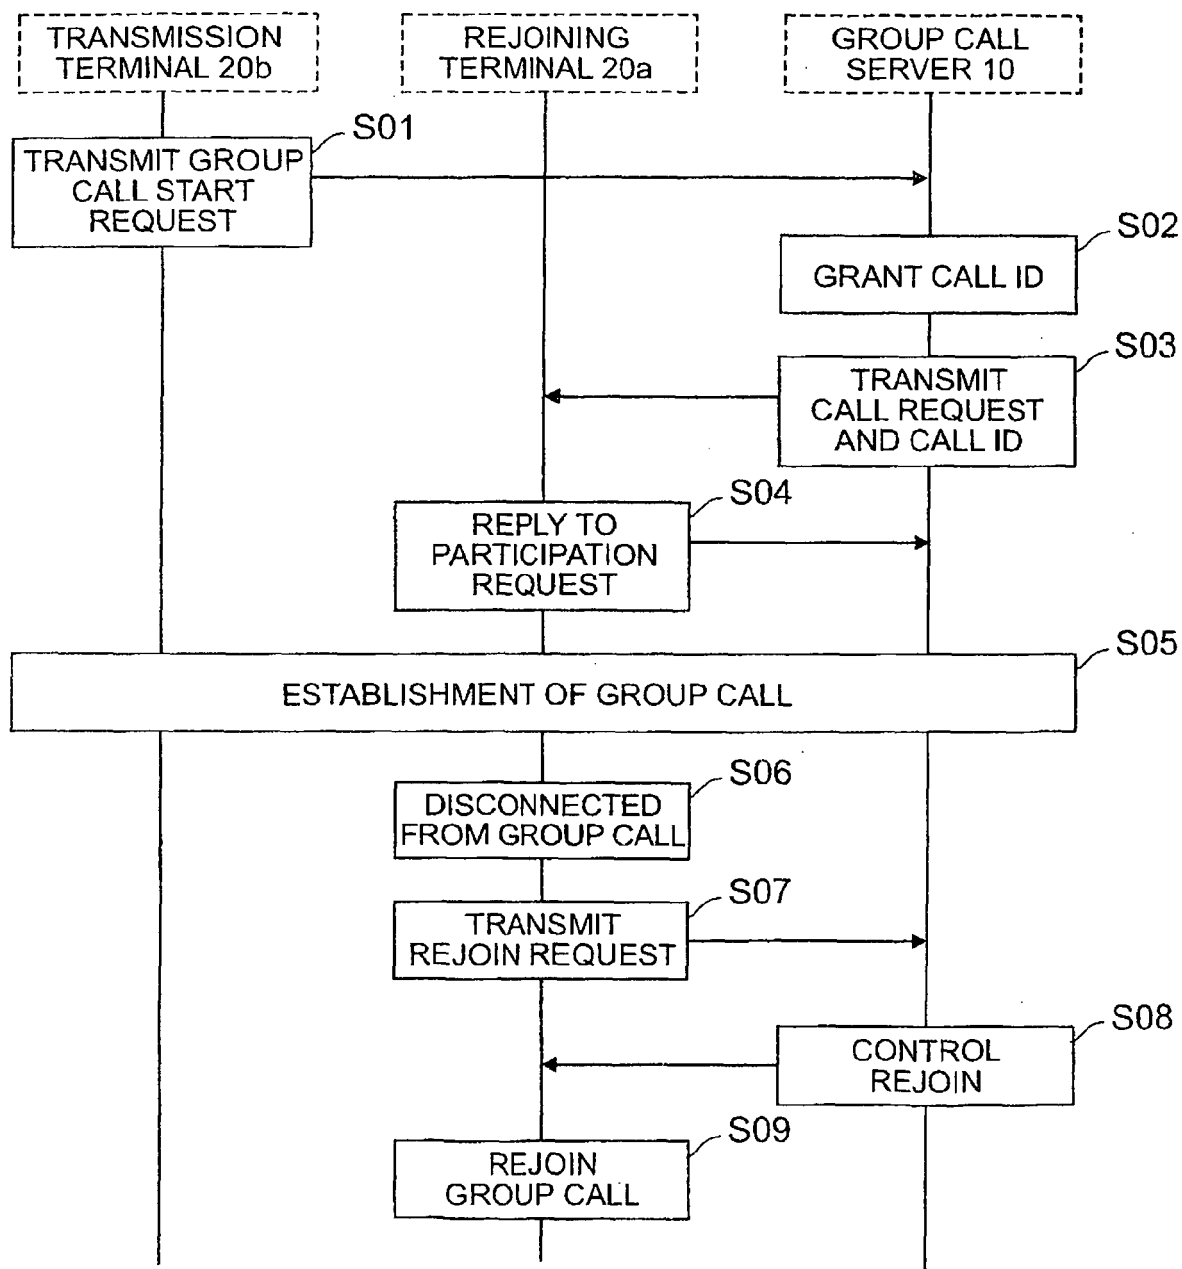 TRANSMISSION
TERMINAL 20b
REJOINING
TERMINAL 20a
GROUP CALL
SERVER 10
S01
TRANSMIT GROUP
CALL START
REQUEST
S02
GRANT CALL ID
S03
TRANSMIT
CALL REQUEST
AND CALL ID
S04
REPLY TO
PARTICIPATION
REQUEST
S05
ESTABLISHMENT OF GROUP CALL
S06
DISCONNECTED
FROM GROUP CALL
S07
TRANSMIT
REJOIN REQUEST
S08
CONTROL
REJOIN
S09
REJOIN
GROUP CALL